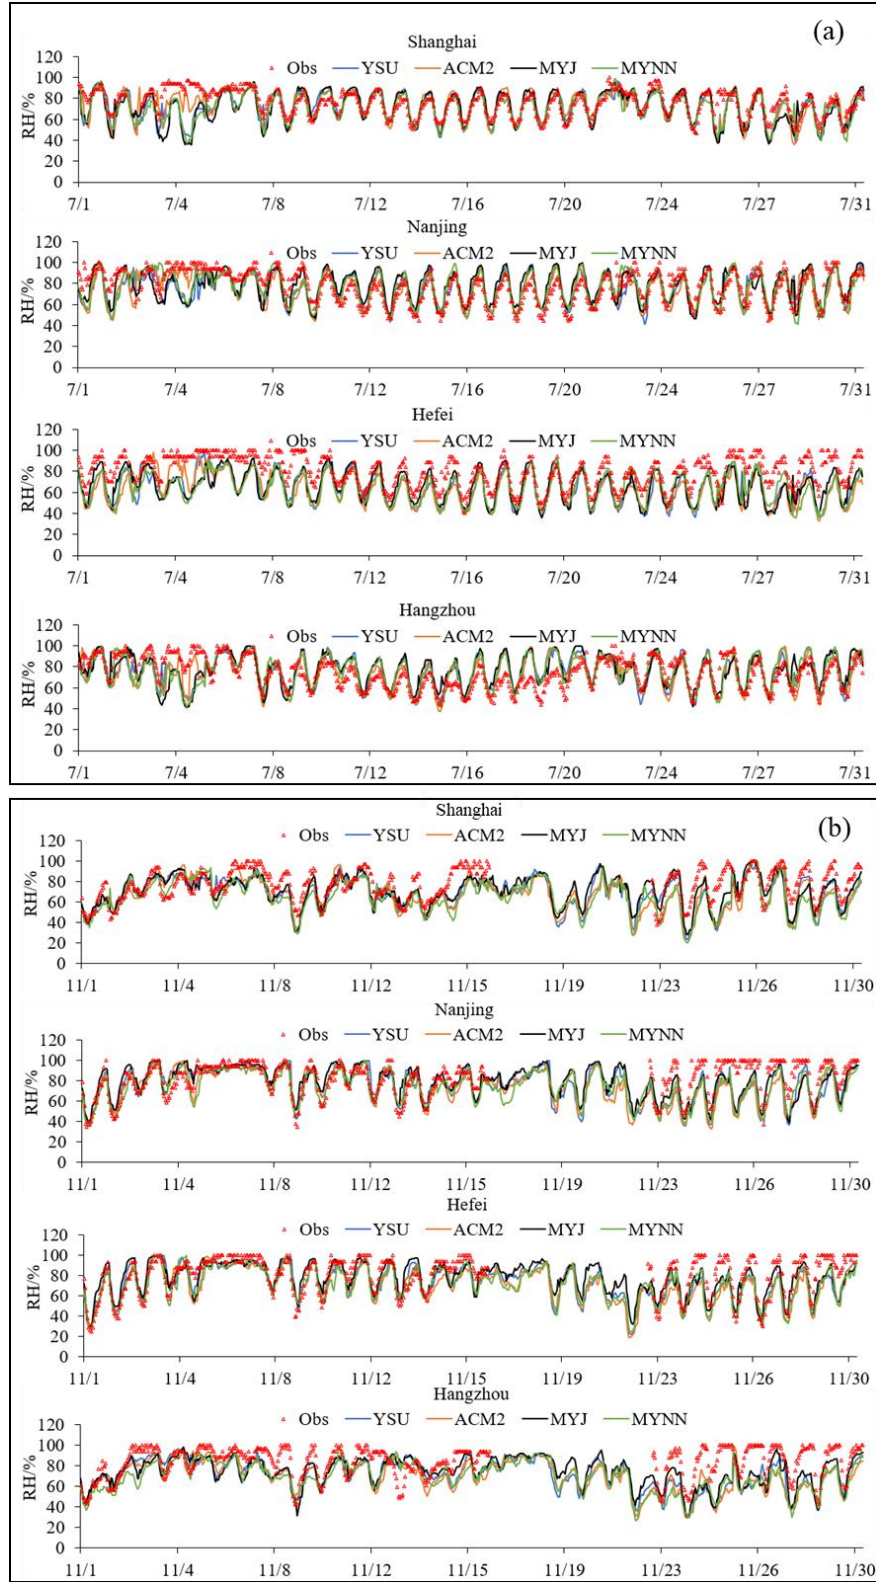 (a)
Shanghai
Obs YSU ACM2 MYJ MYNN
RH/%
120
100
80
60
40
20
0
7/1 7/4 7/8 7/12 7/16 7/20 7/24 7/27 7/31
Nanjing
Obs YSU ACM2 MYJ MYNN
RH/%
120
100
80
60
40
20
0
7/1 7/4 7/8 7/12 7/16 7/20 7/24 7/27 7/31
Hefei
Obs YSU ACM2 MYJ MYNN
RH/%
120
100
80
60
40
20
0
7/1 7/4 7/8 7/12 7/16 7/20 7/24 7/27 7/31
Hangzhou
Obs YSU ACM2 MYJ MYNN
RH/%
120
100
80
60
40
20
0
7/1 7/4 7/8 7/12 7/16 7/20 7/24 7/27 7/31
(b)
Shanghai
Obs YSU ACM2 MYJ MYNN
RH/%
120
100
80
60
40
20
0
11/1 11/4 11/8 11/12 11/15 11/19 11/23 11/26 11/30
Nanjing
Obs YSU ACM2 MYJ MYNN
RH/%
120
100
80
60
40
20
0
11/1 11/4 11/8 11/12 11/15 11/19 11/23 11/26 11/30
Hefei
Obs YSU ACM2 MYJ MYNN
RH/%
120
100
80
60
40
20
0
11/1 11/4 11/8 11/12 11/15 11/19 11/23 11/26 11/30
Hangzhou
Obs YSU ACM2 MYJ MYNN
RH/%
120
100
80
60
40
20
0
11/1 11/4 11/8 11/12 11/15 11/19 11/23 11/26 11/30